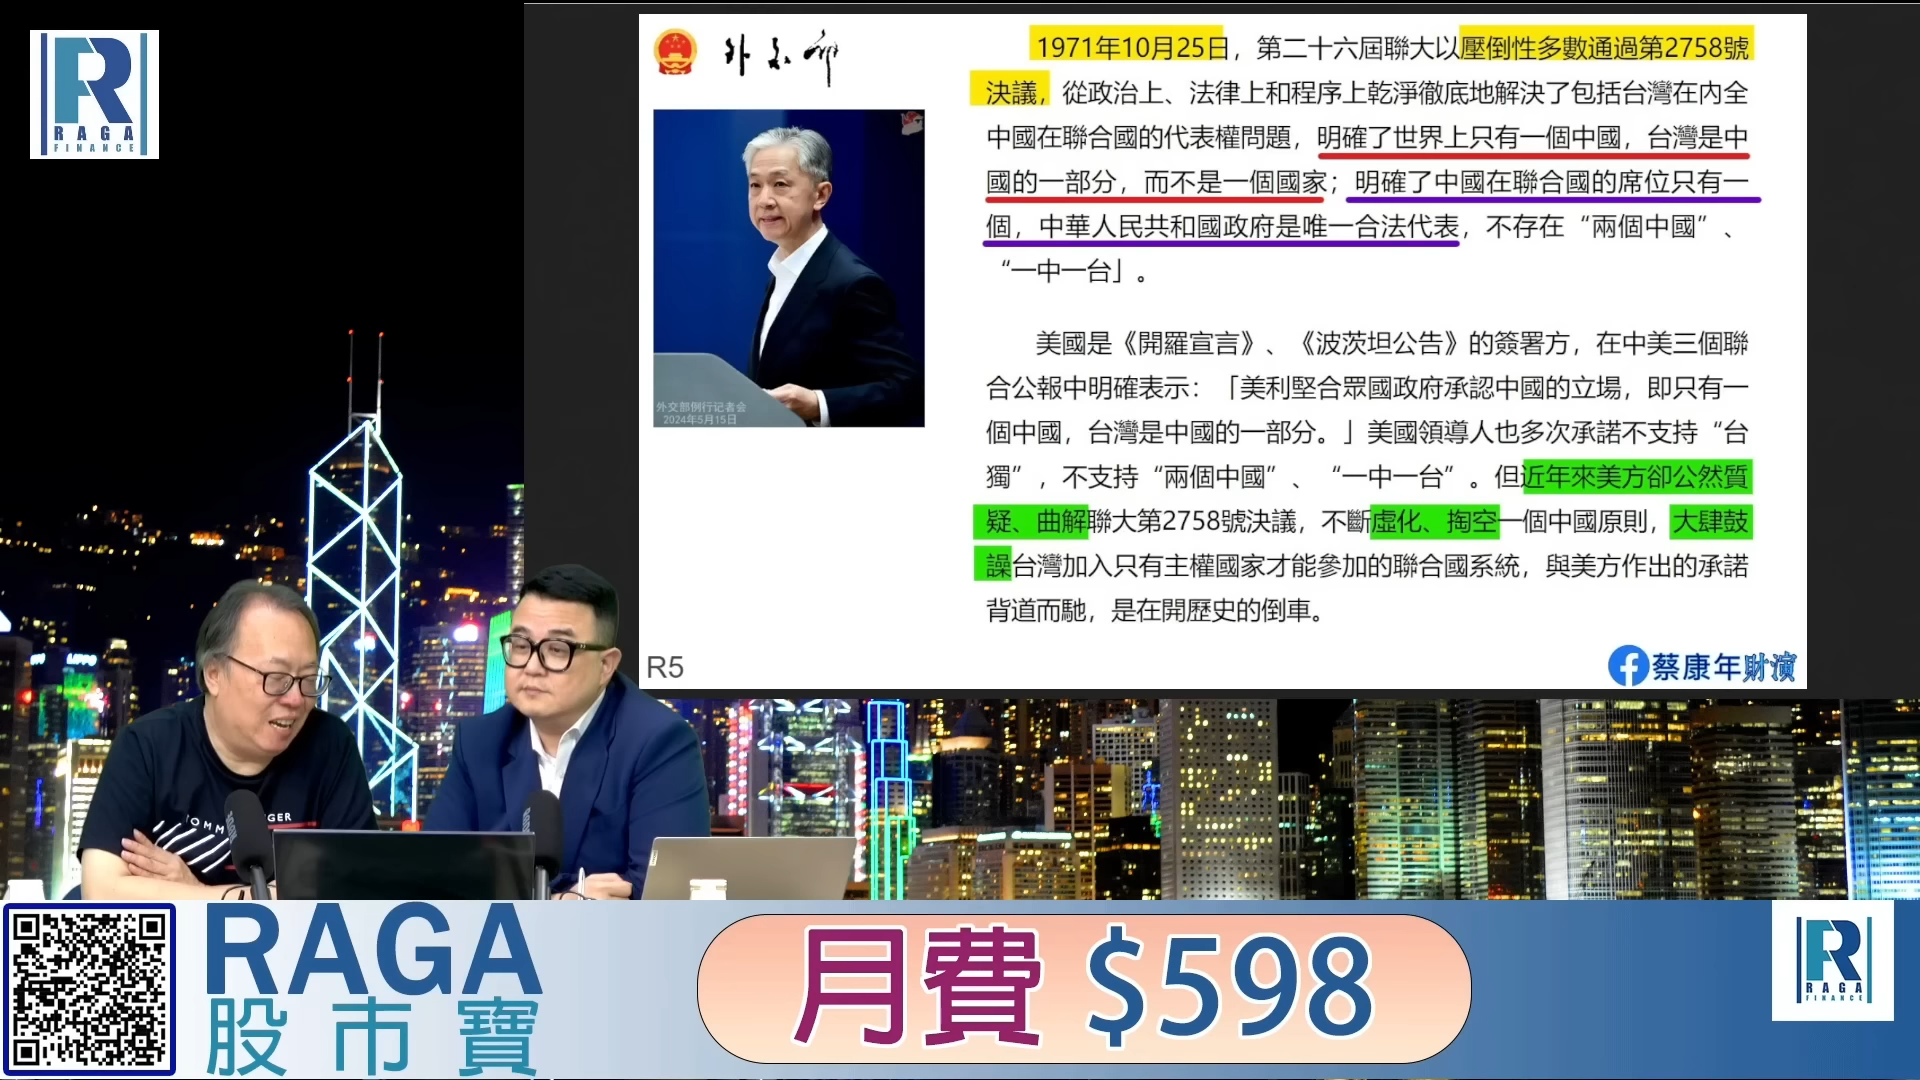 RAGA
FINANCE
外交部
1971年10月25日，第二十六屆聯大以壓倒性多數通過第2758號
決議，從政治上、法律上和程序上乾淨徹底地解決了包括台灣在內全
中國在聯合國的代表權問題，明確了世界上只有一個中國，台灣是中
國的一部分，而不是一個國家；明確了中國在聯合國的席位只有一
個，中華人民共和國政府是唯一合法代表，不存在“兩個中國”、
“一中一台」。
外交部例行记者会
2024年5月15日
美國是《開羅宣言》、《波茨坦公告》的簽署方，在中美三個聯
合公報中明確表示：「美利堅合眾國政府承認中國的立場，即只有一
個中國，台灣是中國的一部分。」美國領導人也多次承諾不支持“台
獨”，不支持“兩個中國”、“一中一台”。但近年來美方卻公然質
疑、曲解聯大第2758號決議，不斷虛化、掏空一個中國原則，大肆鼓
譟台灣加入只有主權國家才能參加的聯合國系統，與美方作出的承諾
背道而馳，是在開歷史的倒車。
R5
蔡康年財演
RAGA
股市寶
月費 $598
RAGA
FINANCE